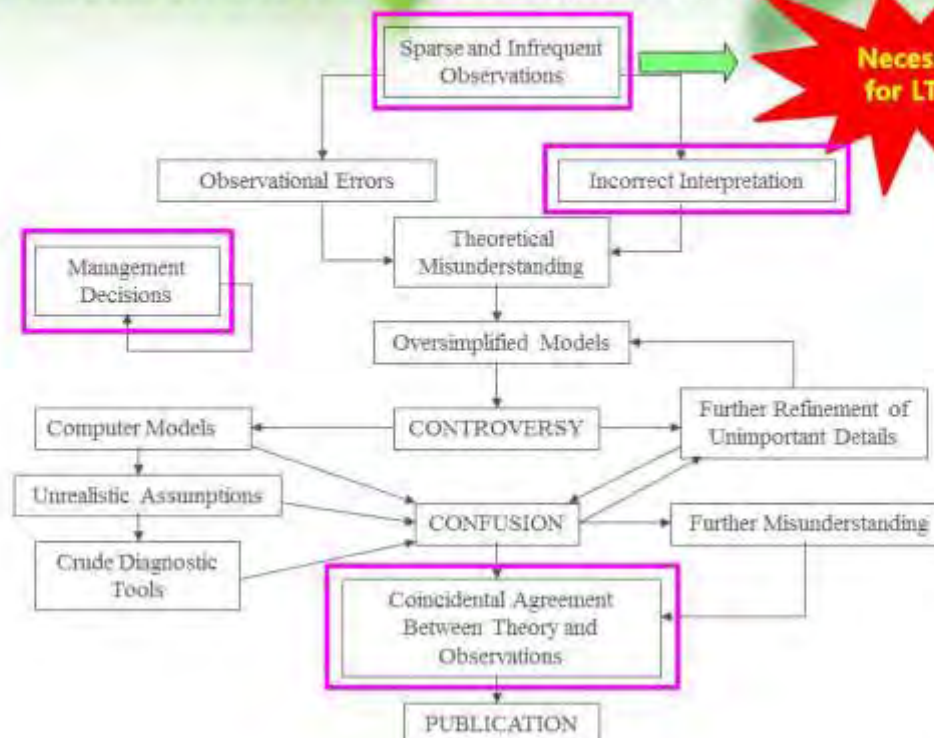 Sparse and Infrequent
Observations
for
Observational Errors
Incorrect Interpretation
Theoretical
Misunderstanding
Management
Decisions
Oversimplified Models
Computer Models
CONTROVERSY
Further Refinement of
Unimportant Details
Unrealistic Assumptions
CONFUSION
Further Misunderstanding
Crude Diagnostic
Tools
Coincidental Agreement
Between Theory and
Observations
PUBLICATION